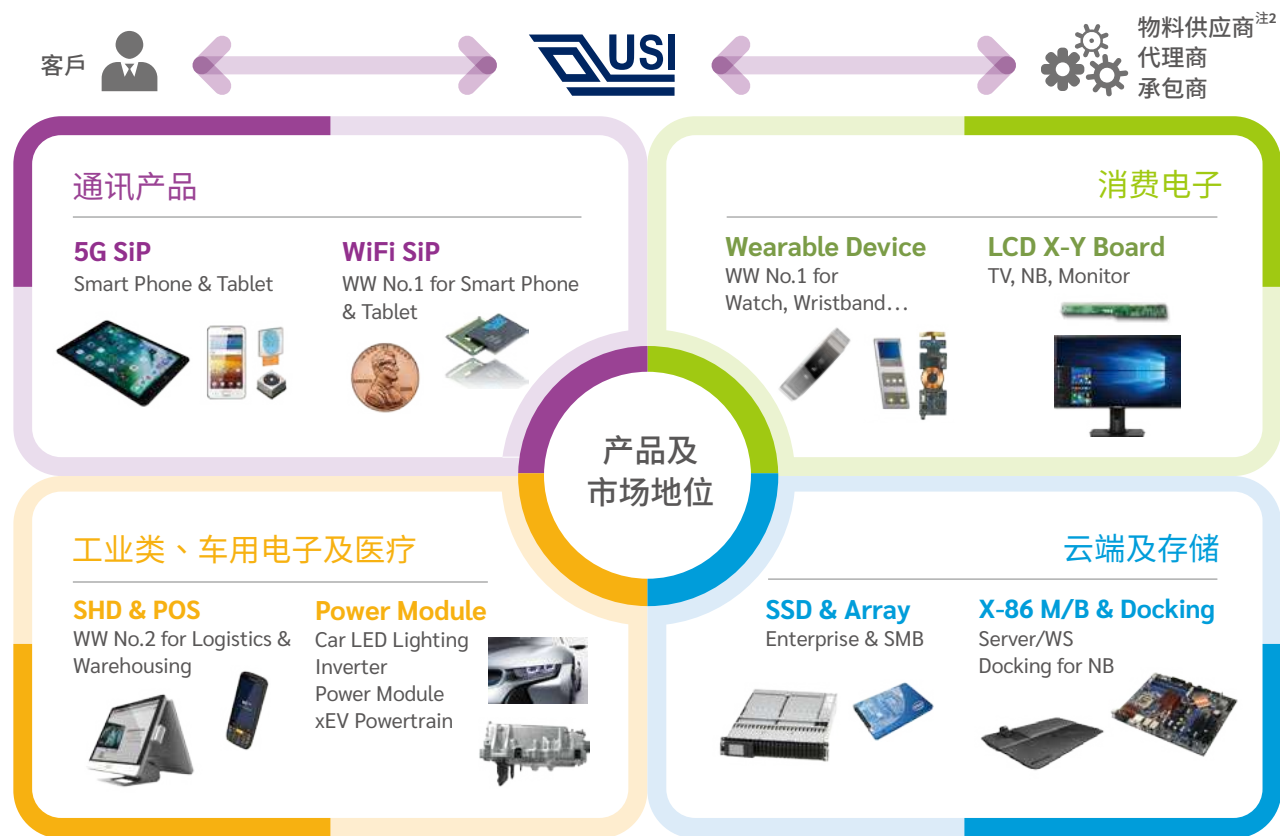 客戶
USI
物料供应商注2
代理商
承包商
通讯产品
5G SiP
Smart Phone & Tablet
WiFi SiP
WW No.1 for Smart Phone
& Tablet
消费电子
Wearable Device
WW No.1 for
Watch, Wristband…
LCD X-Y Board
TV, NB, Monitor
产品及
市场地位
工业类、车用电子及医疗
SHD & POS
WW No.2 for Logistics &
Warehousing
Power Module
Car LED Lighting
Inverter
Power Module
xEV Powertrain
云端及存储
SSD & Array
Enterprise & SMB
X-86 M/B & Docking
Server/WS
Docking for NB